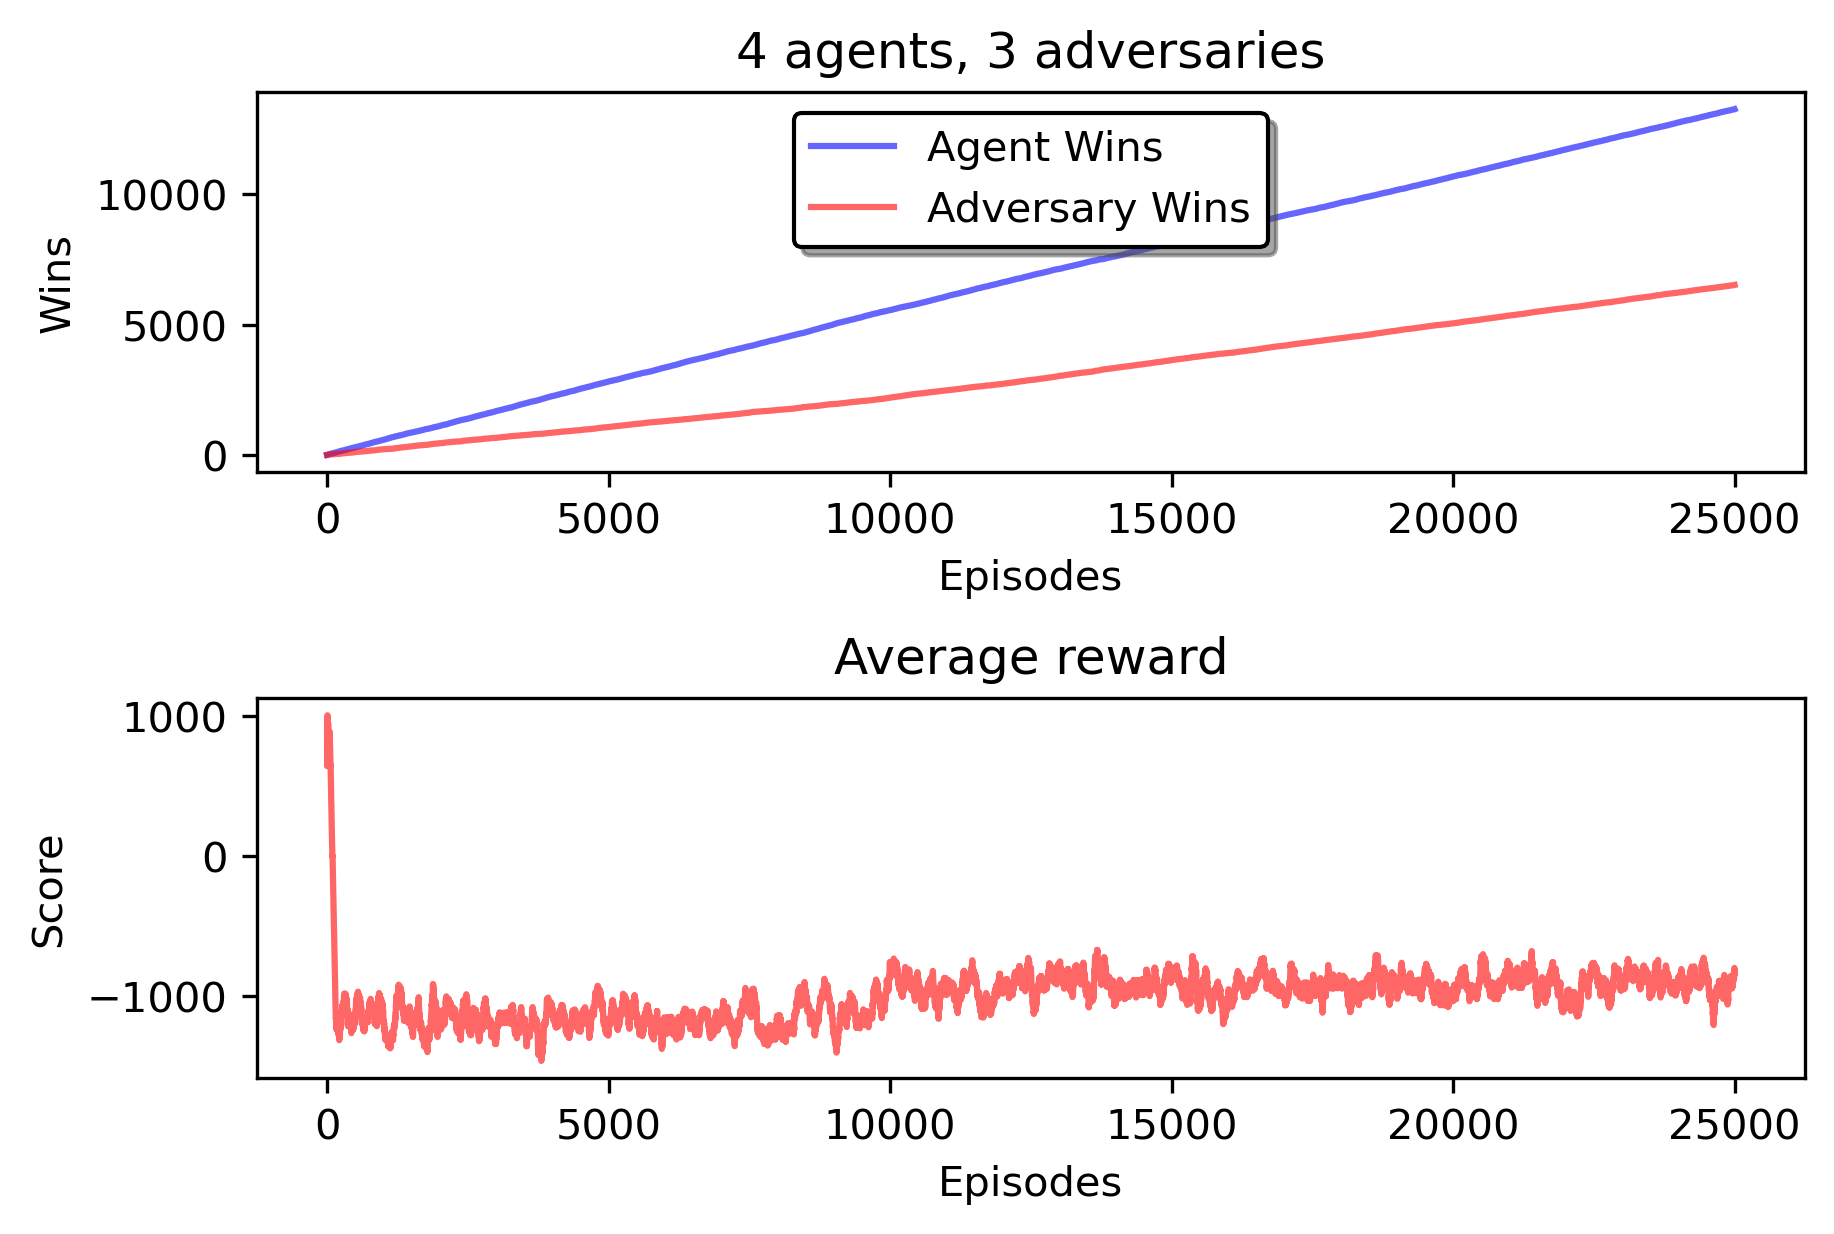 4 agents, 3 adversaries
Agent Wins
Adversary Wins
Wins
10000
5000
0
0 5000 10000 15000 20000 25000
Episodes
Average reward
Score
1000
0
−1000
0 5000 10000 15000 20000 25000
Episodes